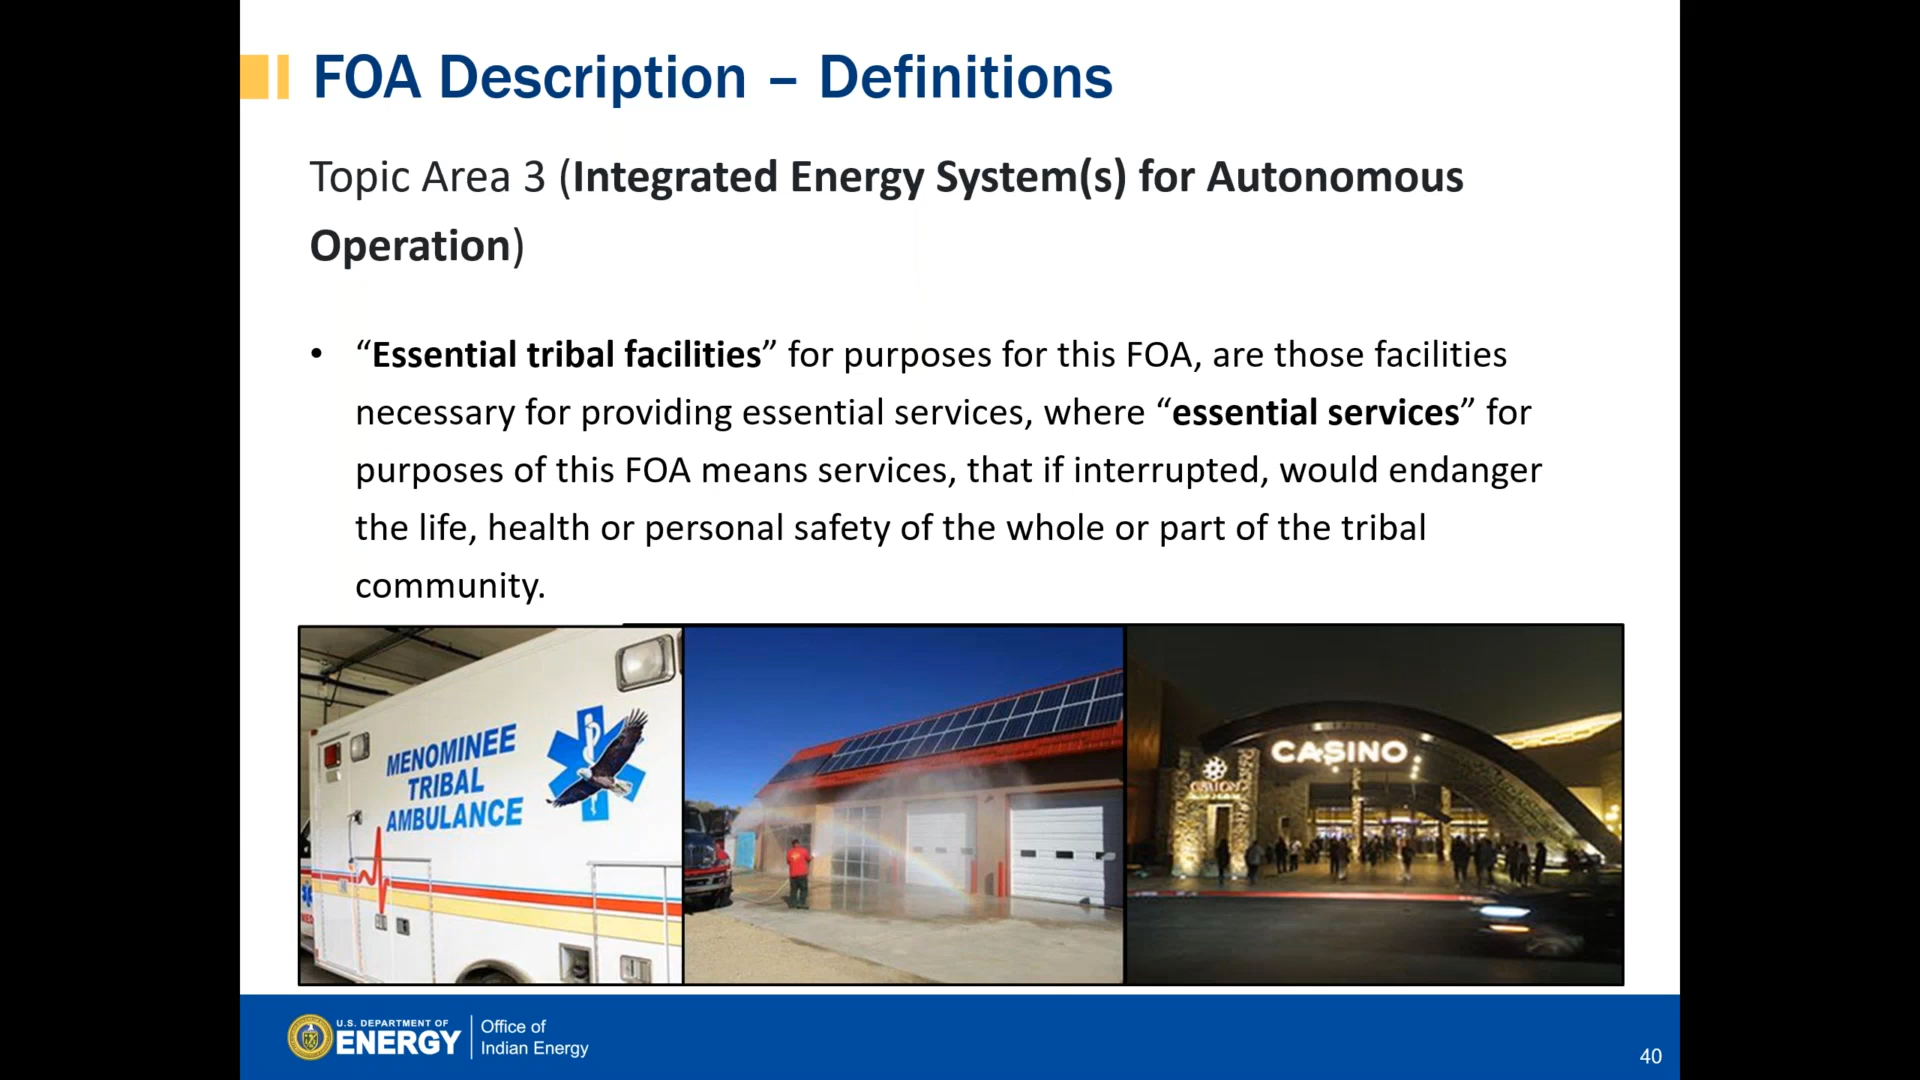 FOA Description – Definitions
Topic Area 3 (Integrated Energy System(s) for Autonomous
Operation)
• “Essential tribal facilities” for purposes for this FOA, are those facilities
necessary for providing essential services, where “essential services” for
purposes of this FOA means services, that if interrupted, would endanger
the life, health or personal safety of the whole or part of the tribal
community.
MENOMINEE
TRIBAL
AMBULANCE
CASINO
U.S. DEPARTMENT OF
ENERGY
Office of
Indian Energy
40